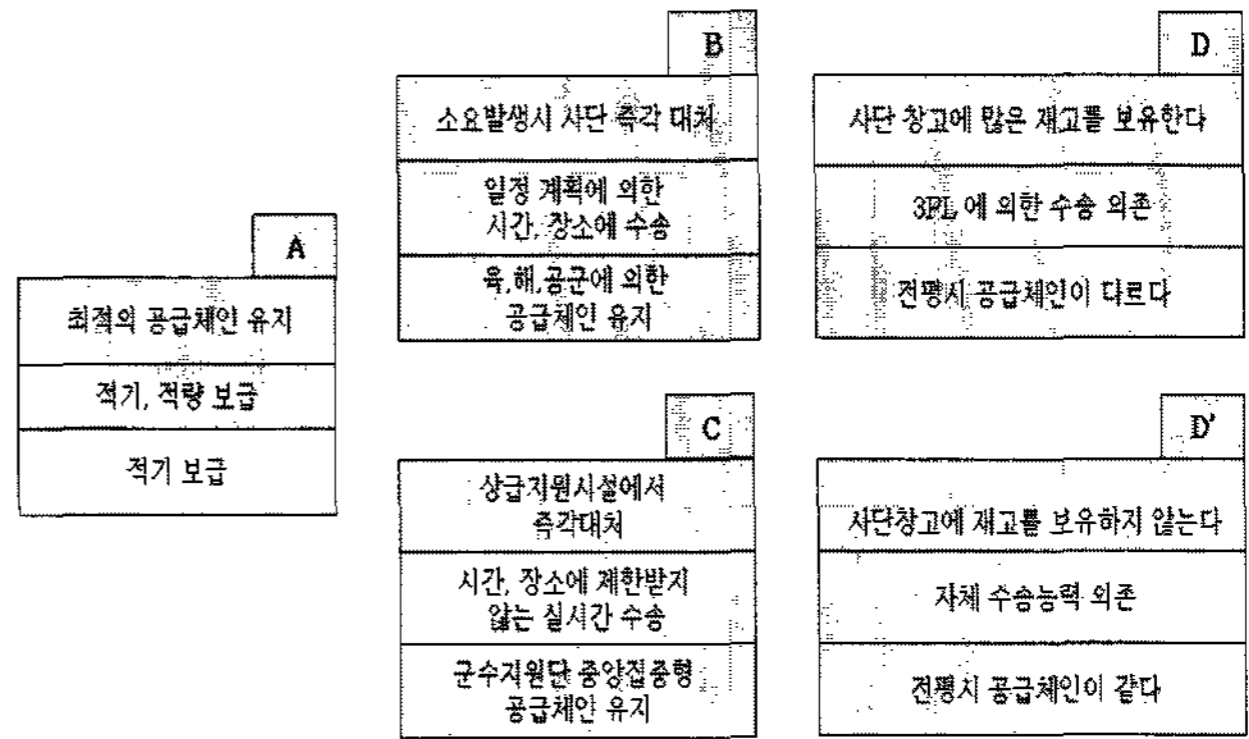 A
최적의 공급체인 유지
적기, 적량 보급
적기 보급
B
소요발생시 사단 즉각 대처
일정 계획에 의한
시간, 장소에 수송
육,해,공군에 의한
공급체인 유지
C
상급지원시설에서
즉각대처
시간, 장소에 제한받지
않는 실시간 수송
군수지원단 중앙집중형
공급체인 유지
D
사단 창고에 많은 재고를 보유한다
3PL 에 의한 수송 의존
전평시 공급체인이 다르다
D'
사단창고에 재고를 보유하지 않는다
자체 수송능력 의존
전평시 공급체인이 같다